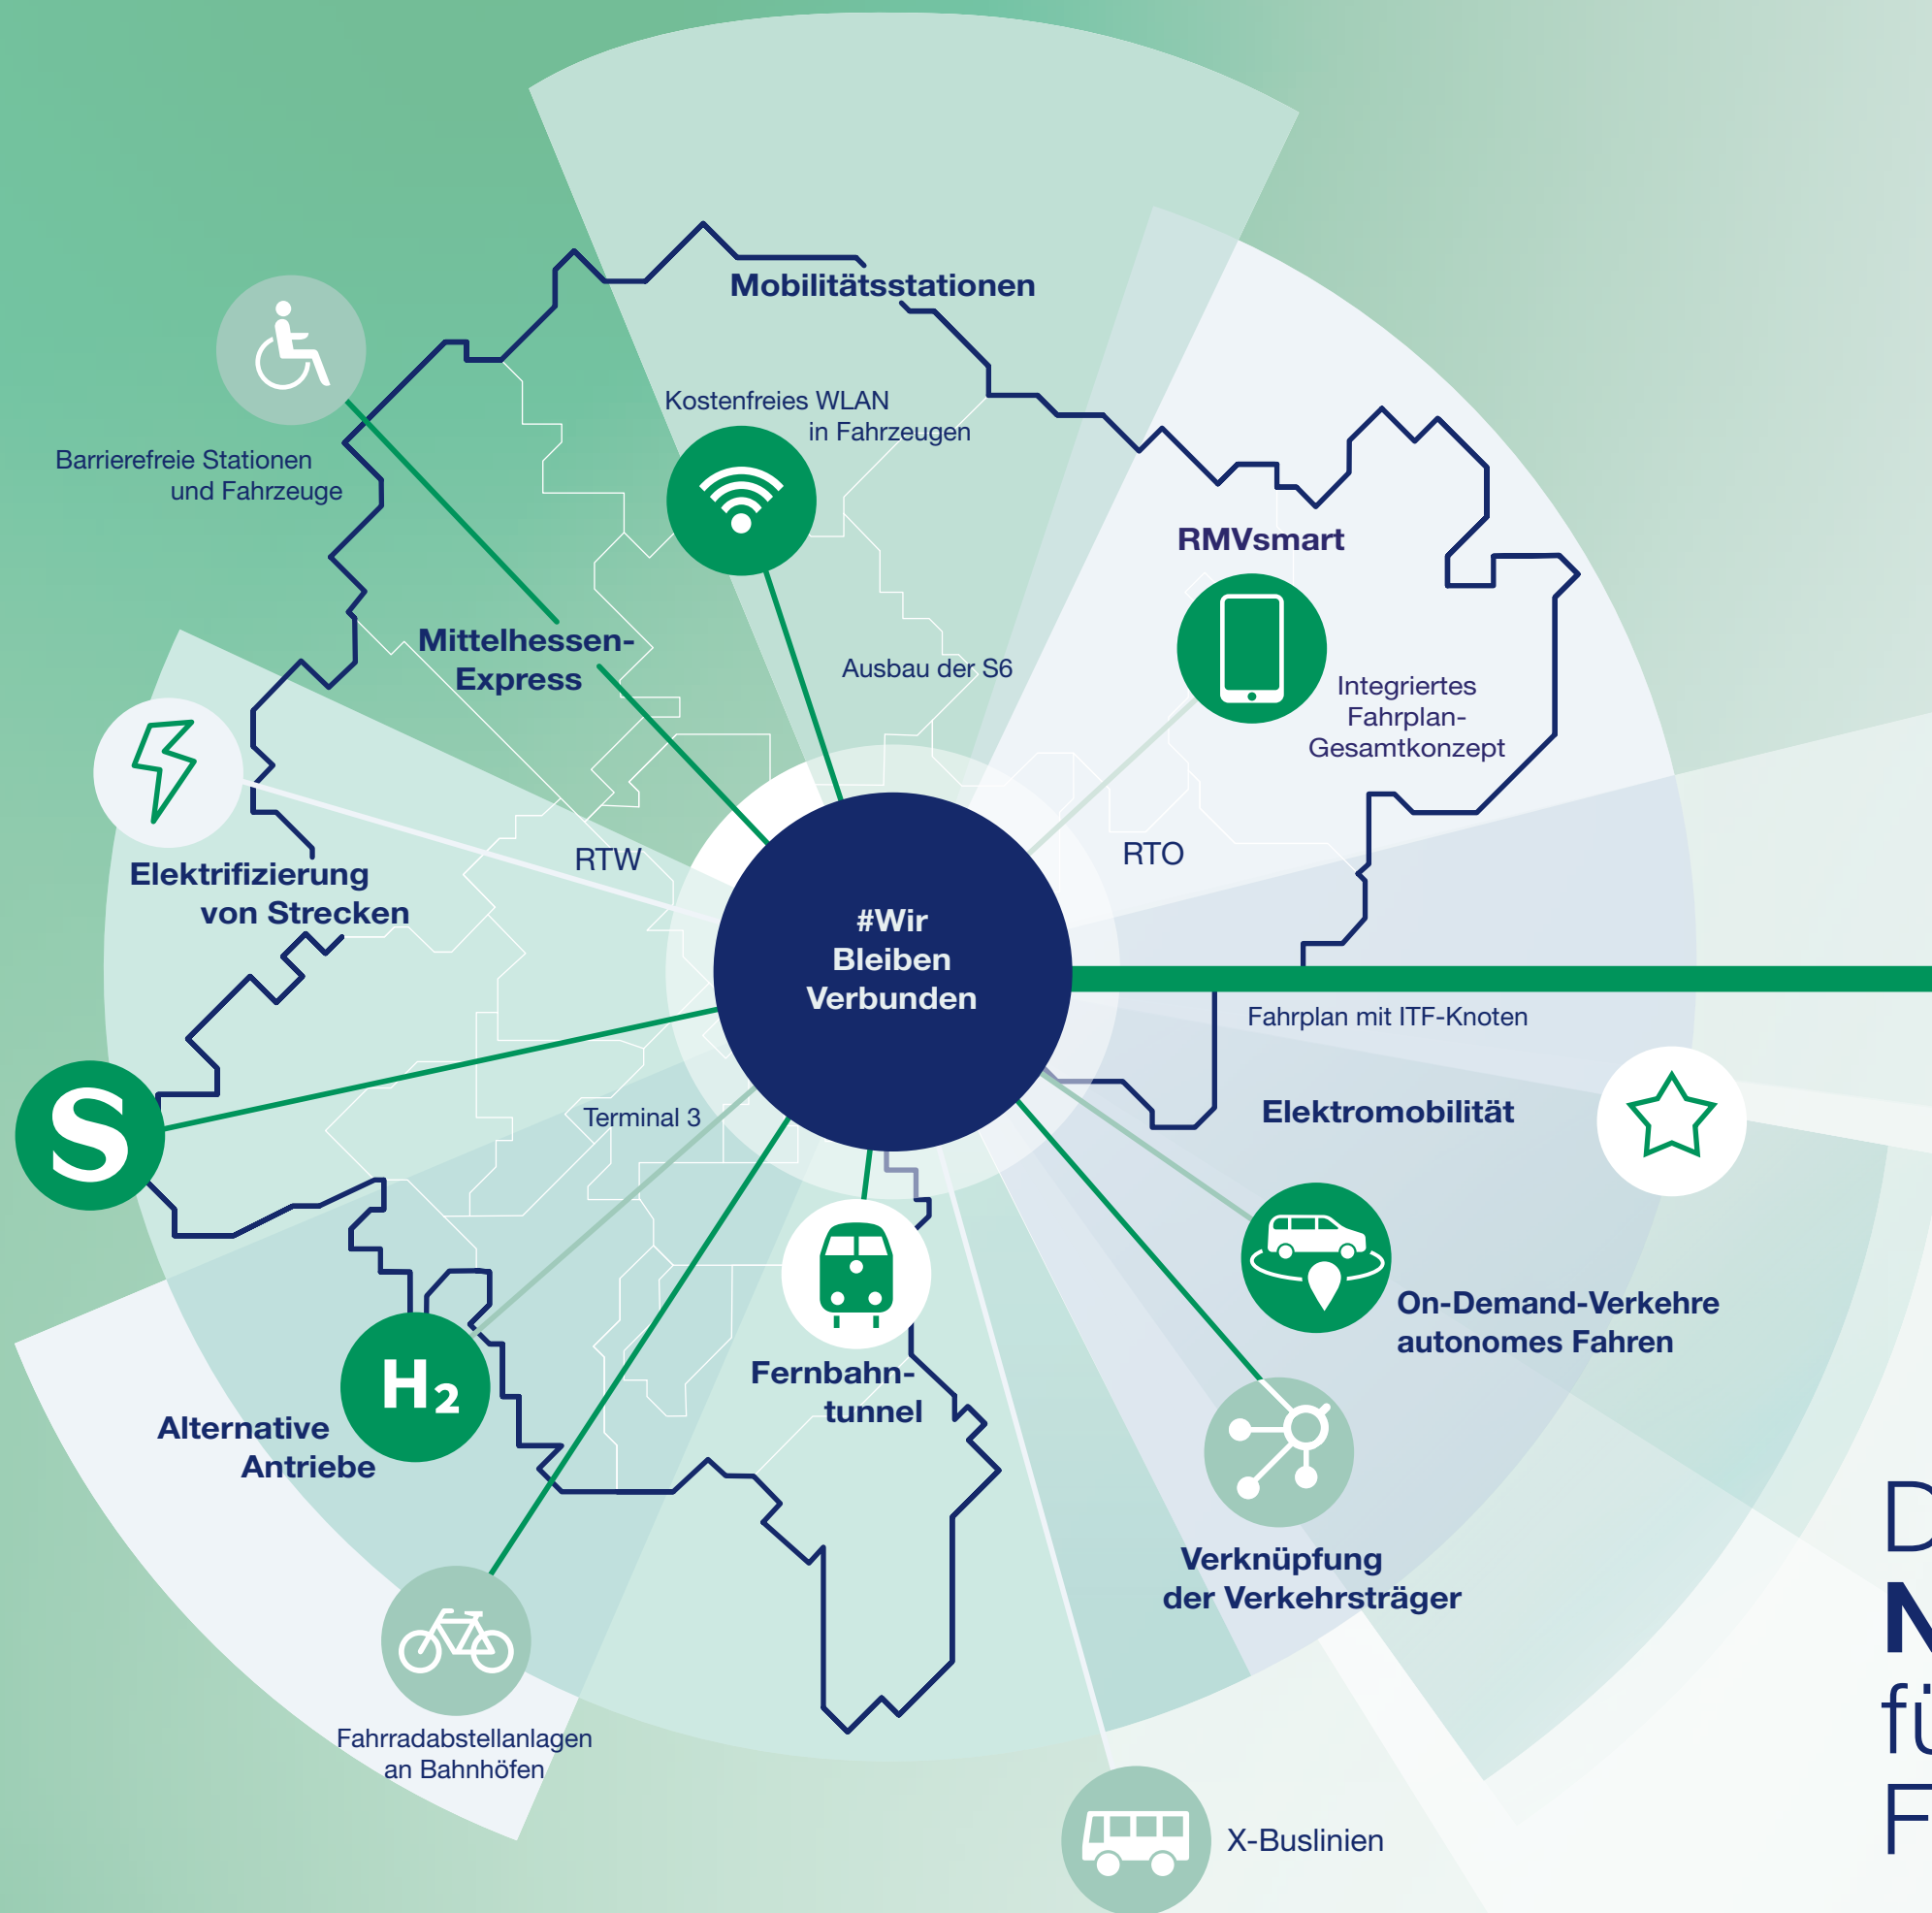 Mobilitätsstationen
Kostenfreies WLAN
in Fahrzeugen
Barrierefreie Stationen
und Fahrzeuge
RMVsmart
Mittelhessen-
Express
Ausbau der S6
Integriertes
Fahrplan-
Gesamtkonzept
RTW
RTO
Elektrifizierung
von Strecken
#Wir
Bleiben
Verbunden
Fahrplan mit ITF-Knoten
S
Terminal 3
Elektromobilität
On-Demand-Verkehre
autonomes Fahren
H₂
Alternative
Antriebe
Fernbahn-
tunnel
Verknüpfung
der Verkehrsträger
Fahrradabstellanlagen
an Bahnhöfen
X-Buslinien